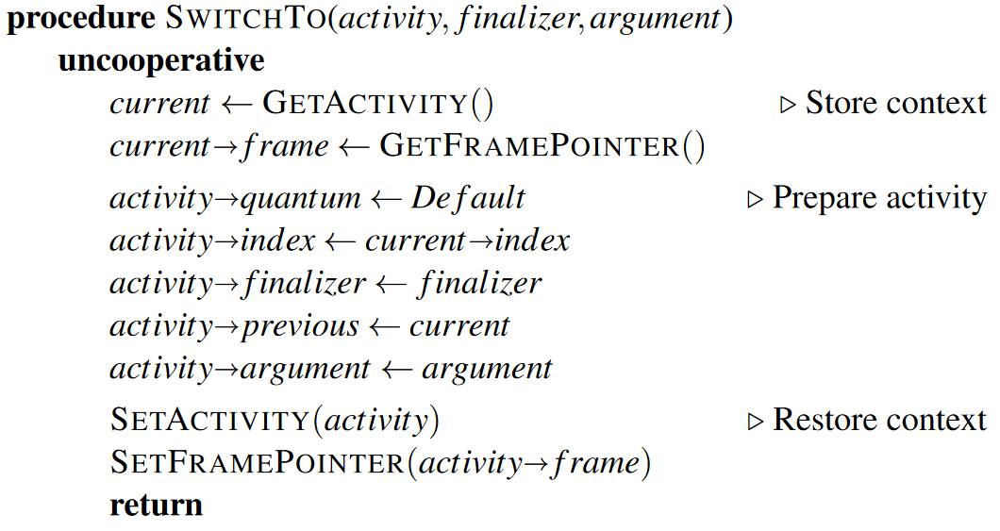 procedure SWITCHTO(activity, finalizer, argument)
uncooperative
current ← GETACTIVITY() ▷ Store context
current→frame ← GETFRAMEPOINTER()
activity→quantum ← Default ▷ Prepare activity
activity→index ← current→index
activity→finalizer ← finalizer
activity→previous ← current
activity→argument ← argument
SETACTIVITY(activity) ▷ Restore context
SETFRAMEPOINTER(activity→frame)
return